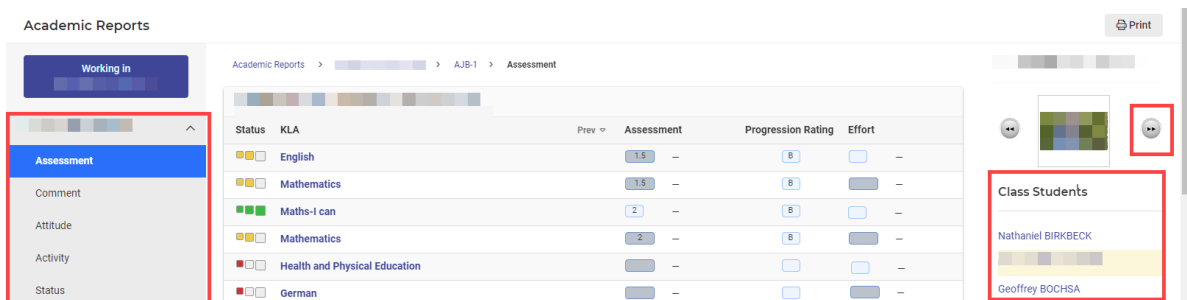 Academic Reports
Print
Working in
Academic Reports > > AJB-1 > Assessment
Status KLA Prev Assessment Progression Rating Effort
Assessment
Comment
Attitude
Activity
Status
English 1.5 – B –
Mathematics 1.5 – B –
Maths-I can 2 – B –
Mathematics 2 – B –
Health and Physical Education – –
German – –
Class Students
Nathaniel BIRKBECK
Geoffrey BOCHSA